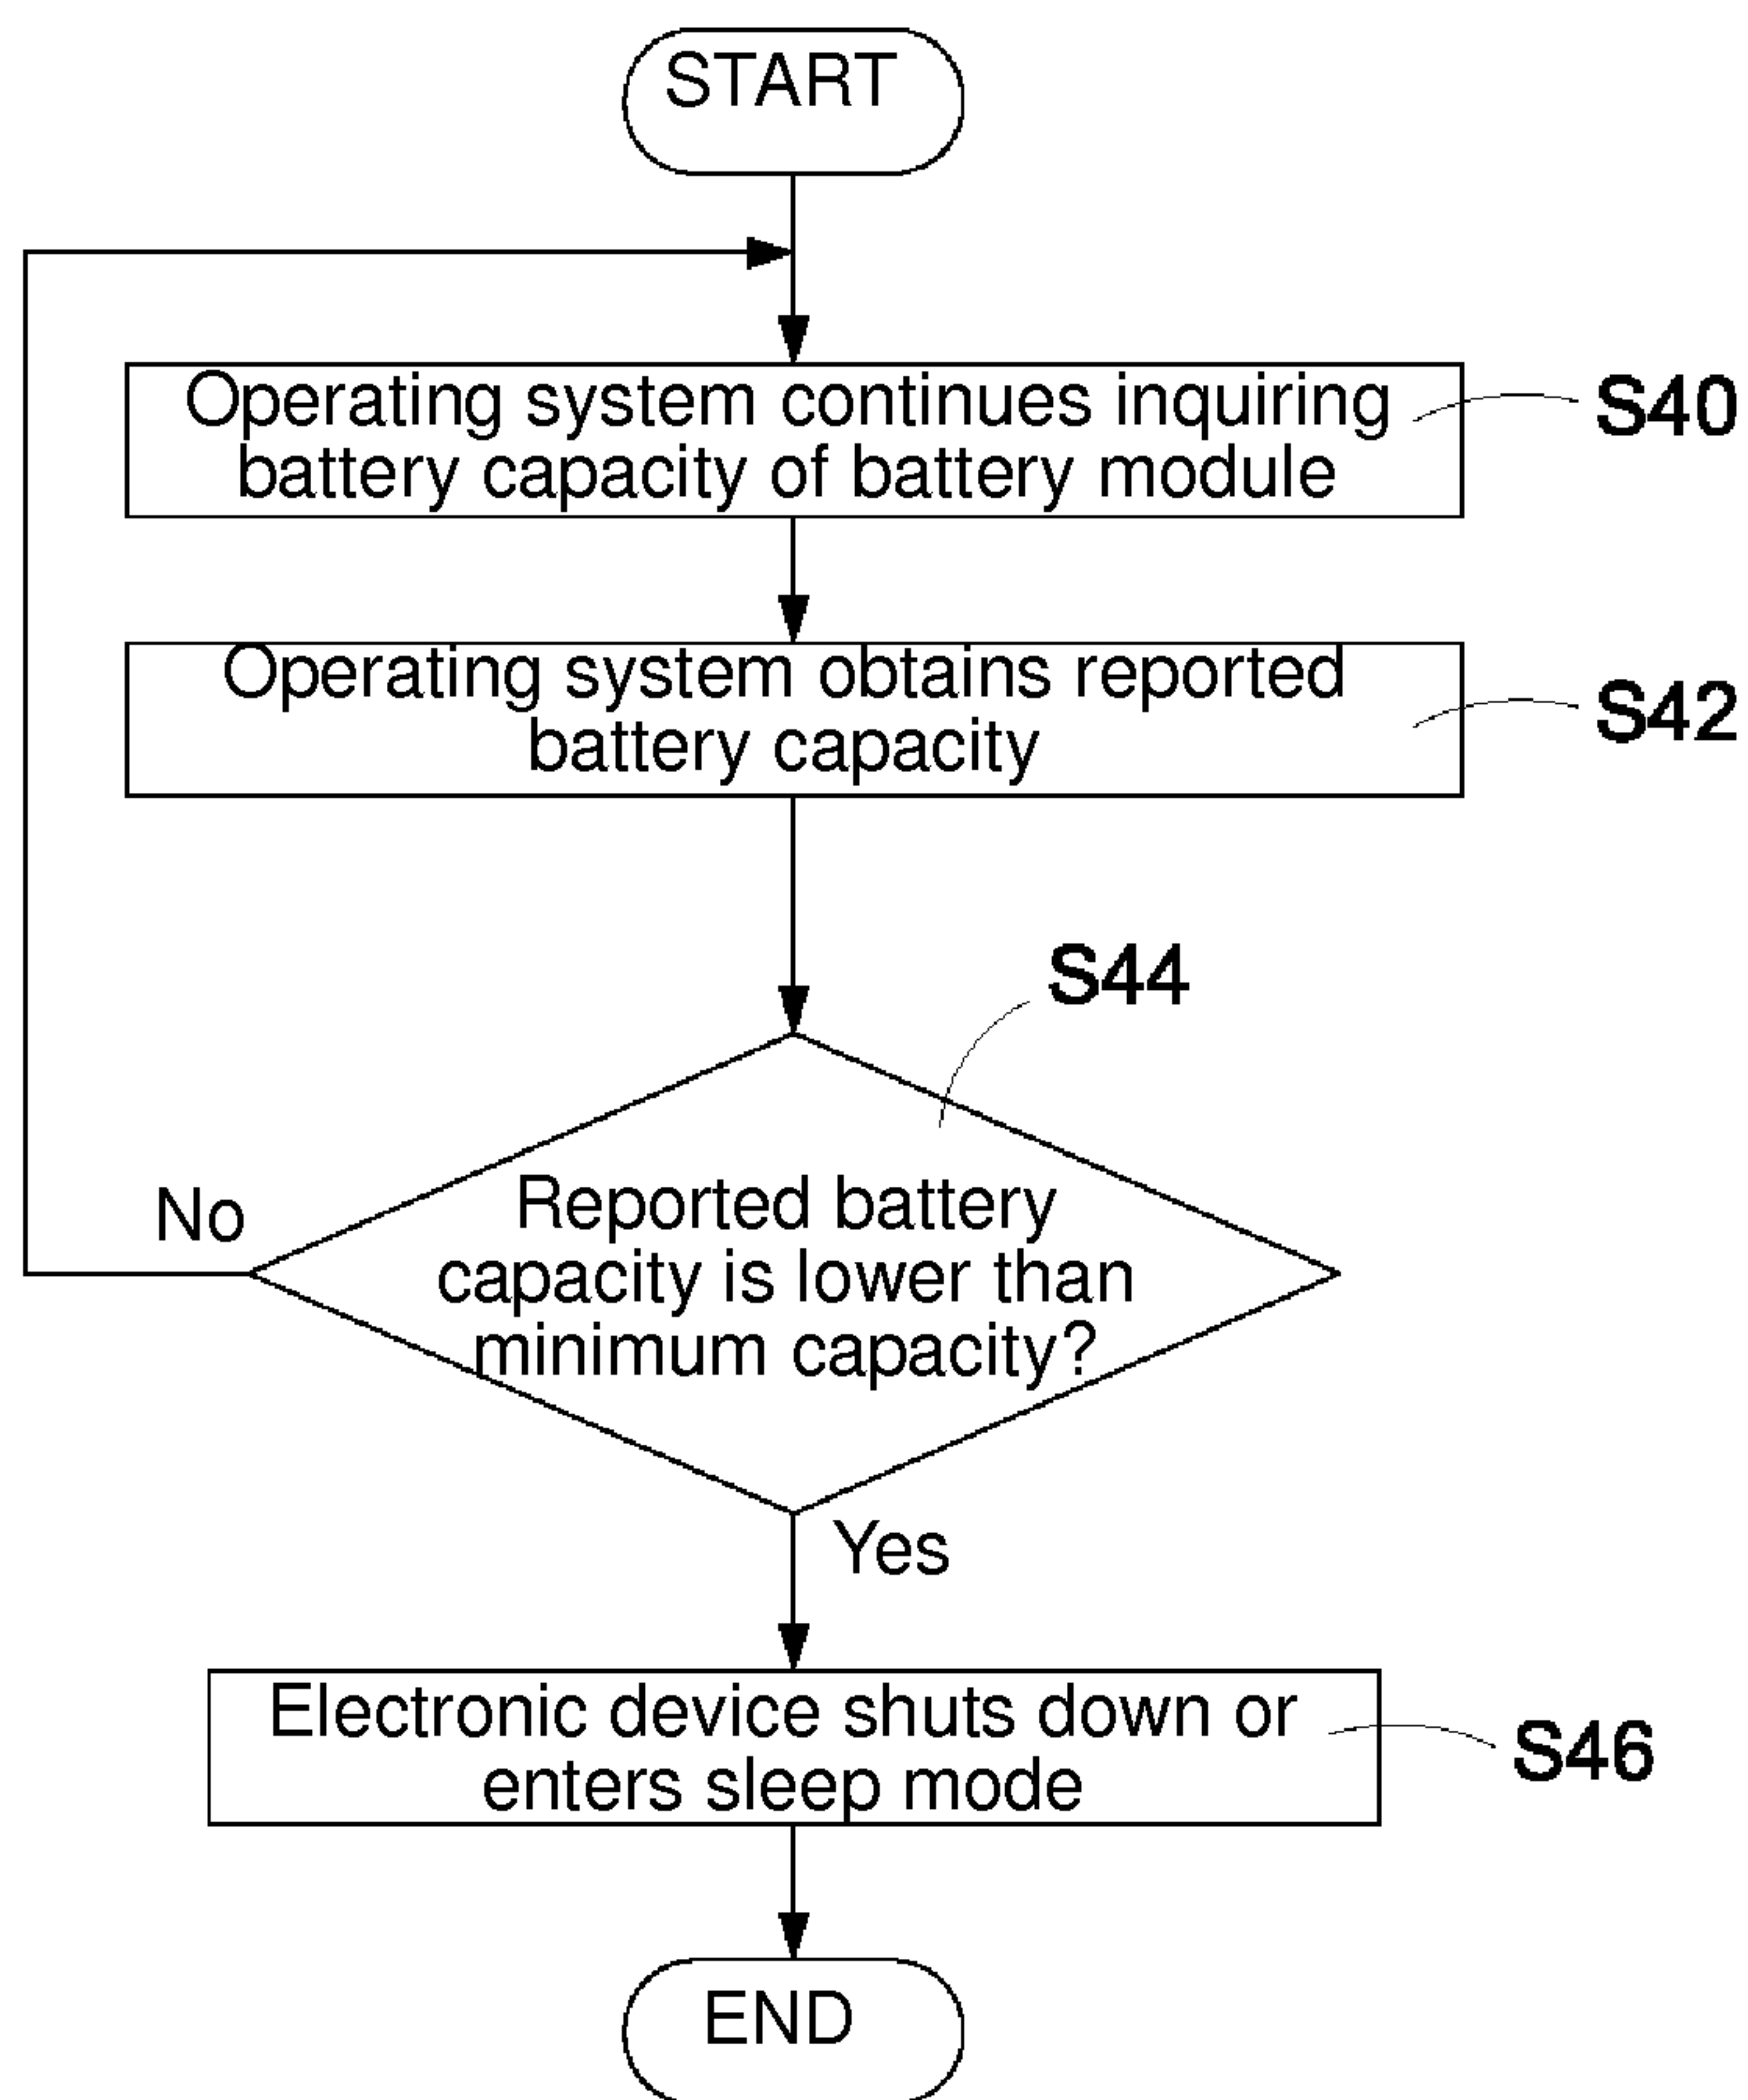 START
Operating system continues inquiring
battery capacity of battery module
S40
Operating system obtains reported
battery capacity
S42
S44
Reported battery
capacity is lower than
minimum capacity?
No
Yes
Electronic device shuts down or
enters sleep mode
S46
END